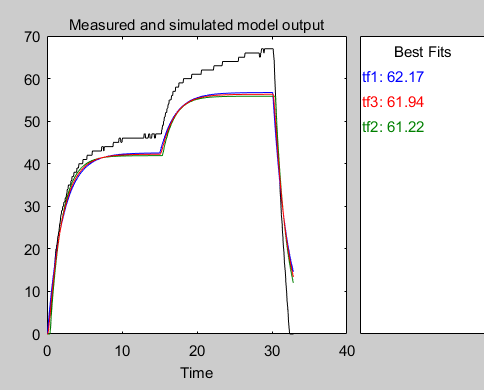 Measured and simulated model output
70
60
50
40
30
20
10
0
0 10 20 30 40
Time
Best Fits
tf1: 62.17
tf3: 61.94
tf2: 61.22